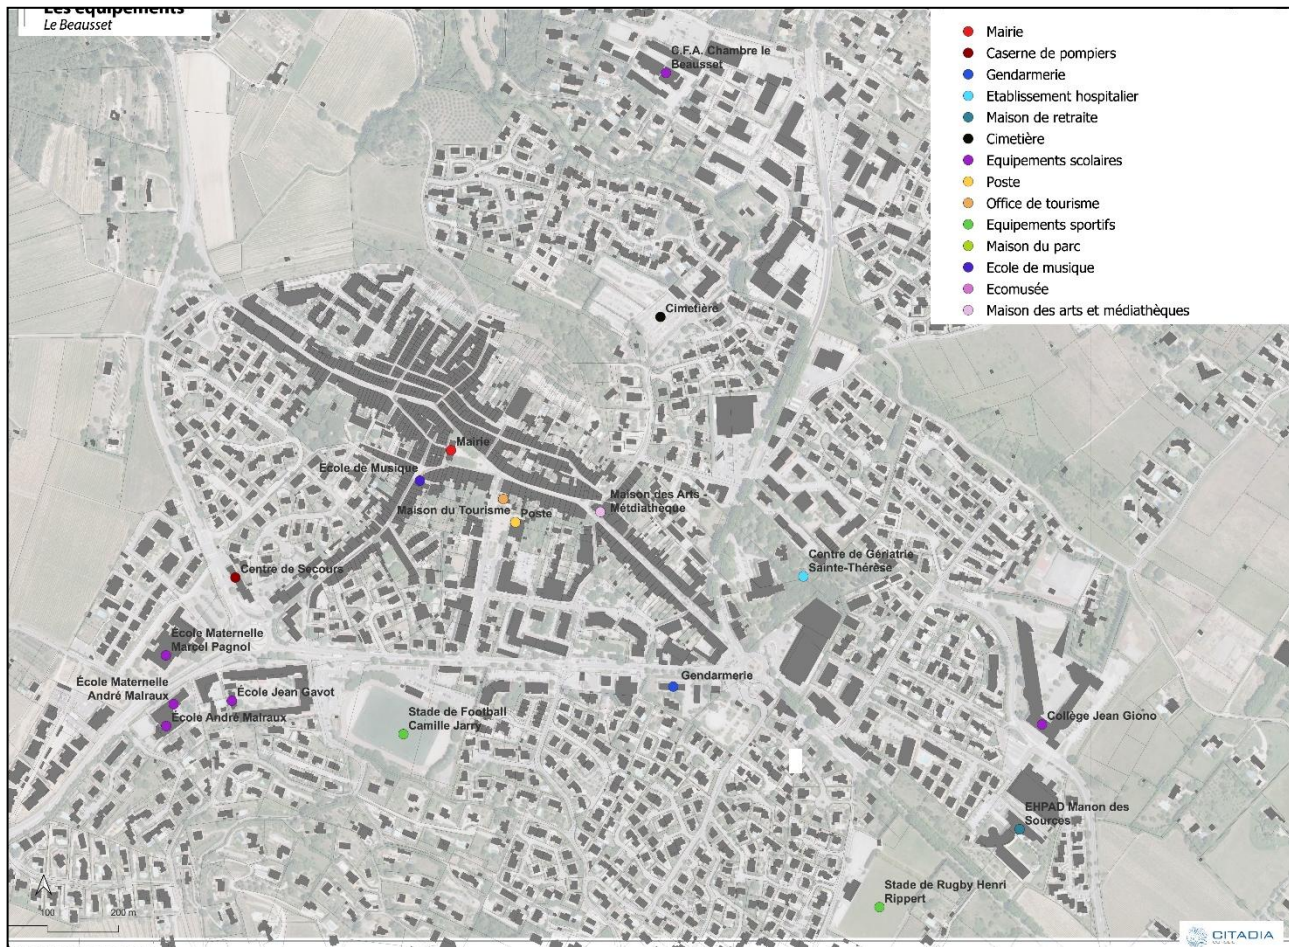 Les équipements
Le Beausset
Mairie
Caserne de pompiers
Gendarmerie
Etablissement hospitalier
Maison de retraite
Cimetière
Equipements scolaires
Poste
Office de tourisme
Equipements sportifs
Maison du parc
Ecole de musique
Ecomusée
Maison des arts et médiathèques
C.F.A. Chambre le
Beausset
Cimetière
Mairie
École de Musique
Maison du Tourisme
Poste
Maison des Arts -
Métdiathèque
Centre de Gériatrie
Sainte-Thérèse
Centre de Secours
École Maternelle
Marcel Pagnol
École Maternelle
André Malraux
École Jean Gavot
École André Malraux
Stade de Football
Camille Jarry
Gendarmerie
Collège Jean Giono
EHPAD Manon des
Sources
Stade de Rugby Henri
Rippert
100
200 m
CITADIA